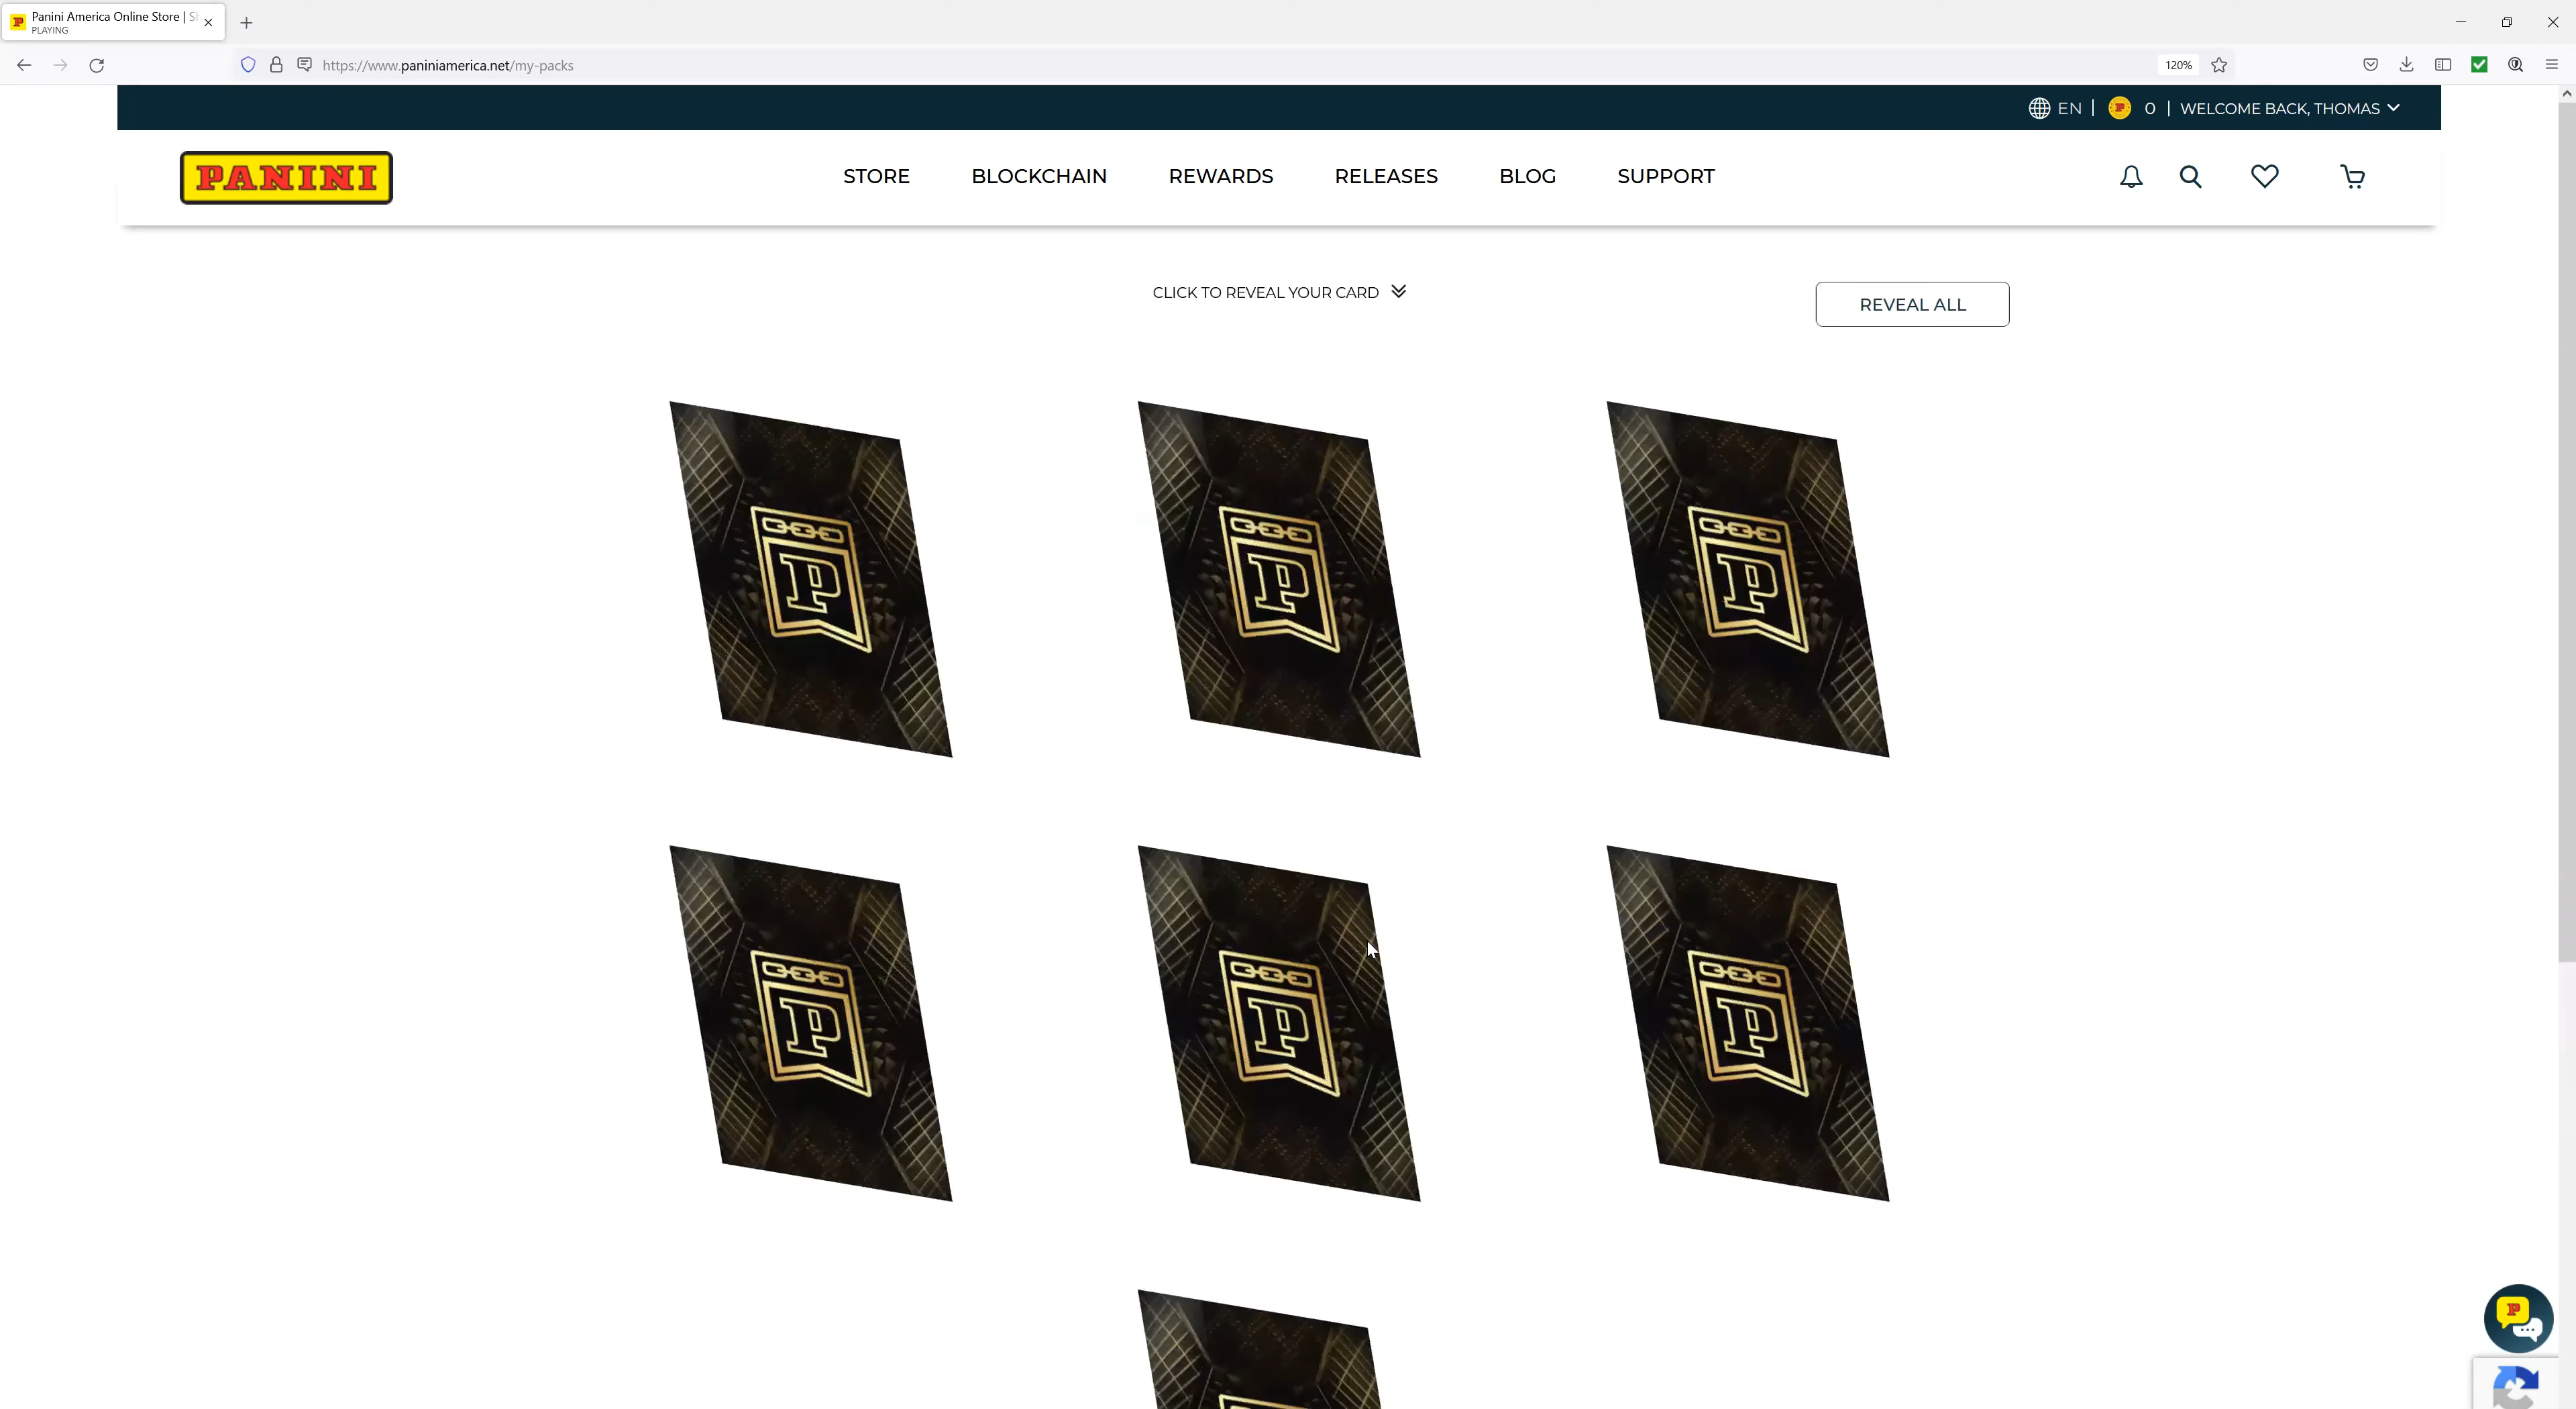 Panini America Online Store | Sh
PLAYING
https://www.paniniamerica.net/my-packs
120%
EN | P 0 | WELCOME BACK, THOMAS
PANINI
STORE BLOCKCHAIN REWARDS RELEASES BLOG SUPPORT
CLICK TO REVEAL YOUR CARD
REVEAL ALL
P P P
P P P
P